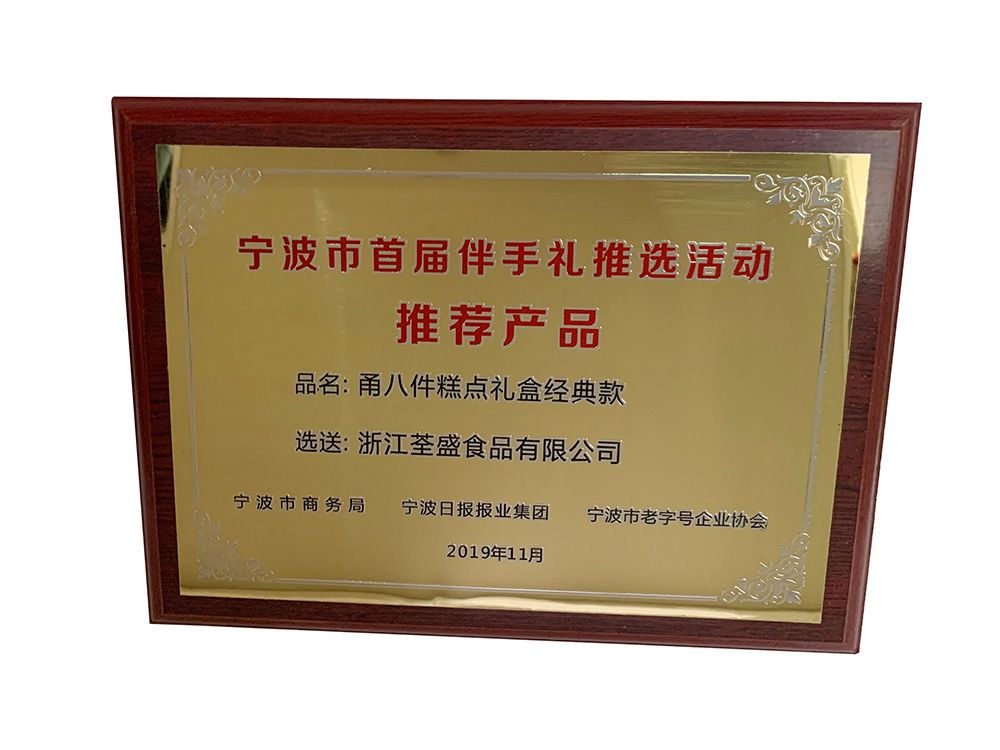 宁波市首届伴手礼推选活动
推荐产品
品名: 甬八件糕点礼盒经典款
选送: 浙江荃盛食品有限公司
宁波市商务局 宁波日报报业集团 宁波市老字号企业协会
2019年11月